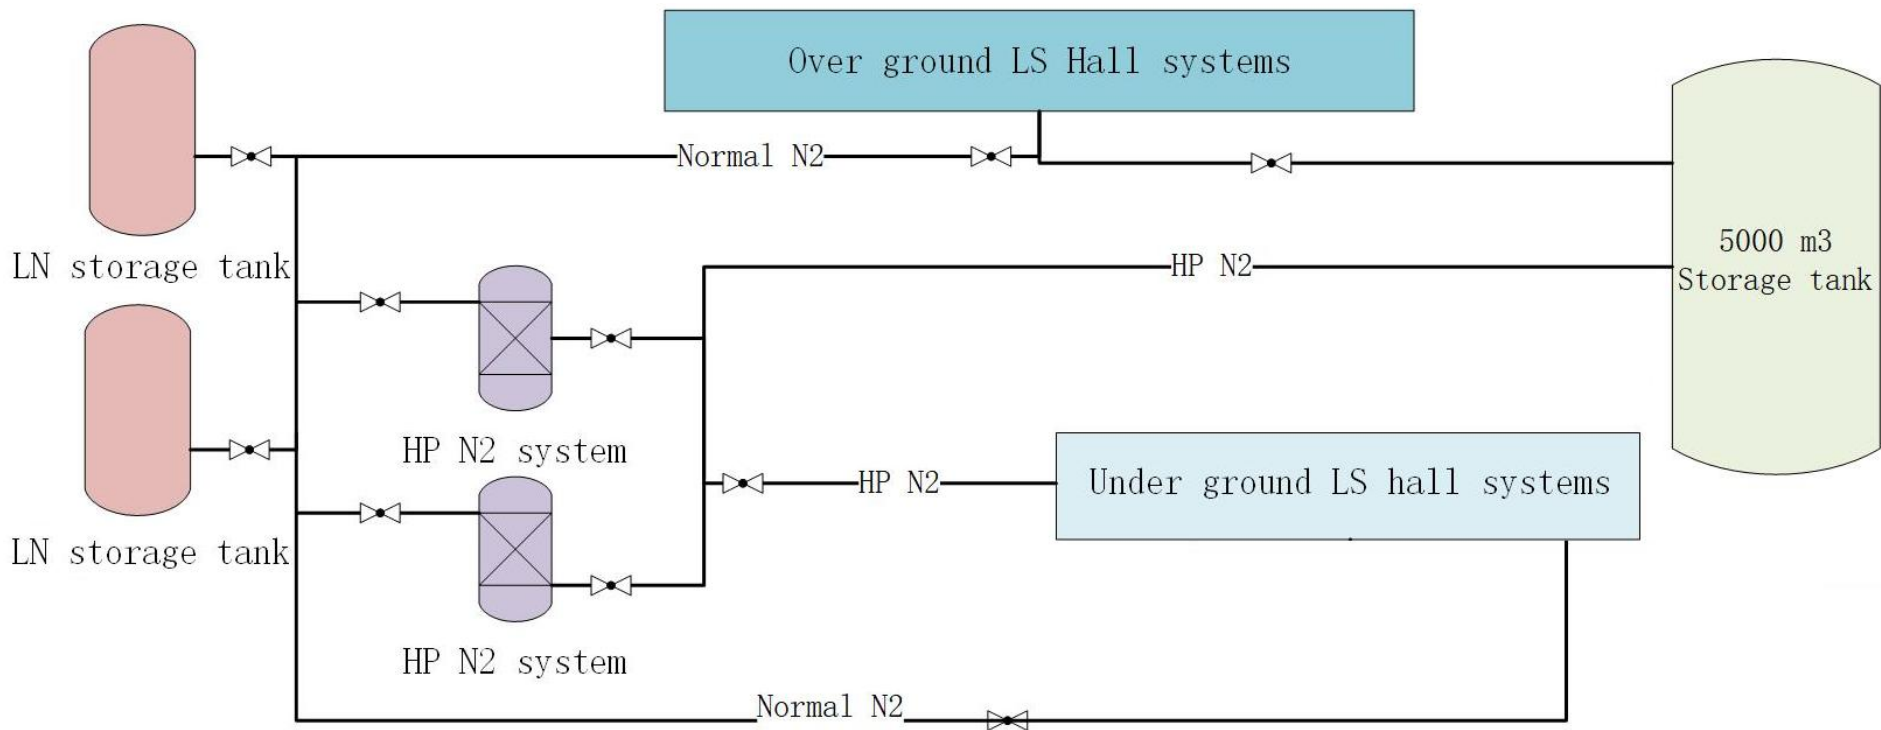 Over ground LS Hall systems
Normal N2
LN storage tank
5000 m3
Storage tank
HP N2
HP N2 system
HP N2
Under ground LS hall systems
LN storage tank
HP N2 system
Normal N2